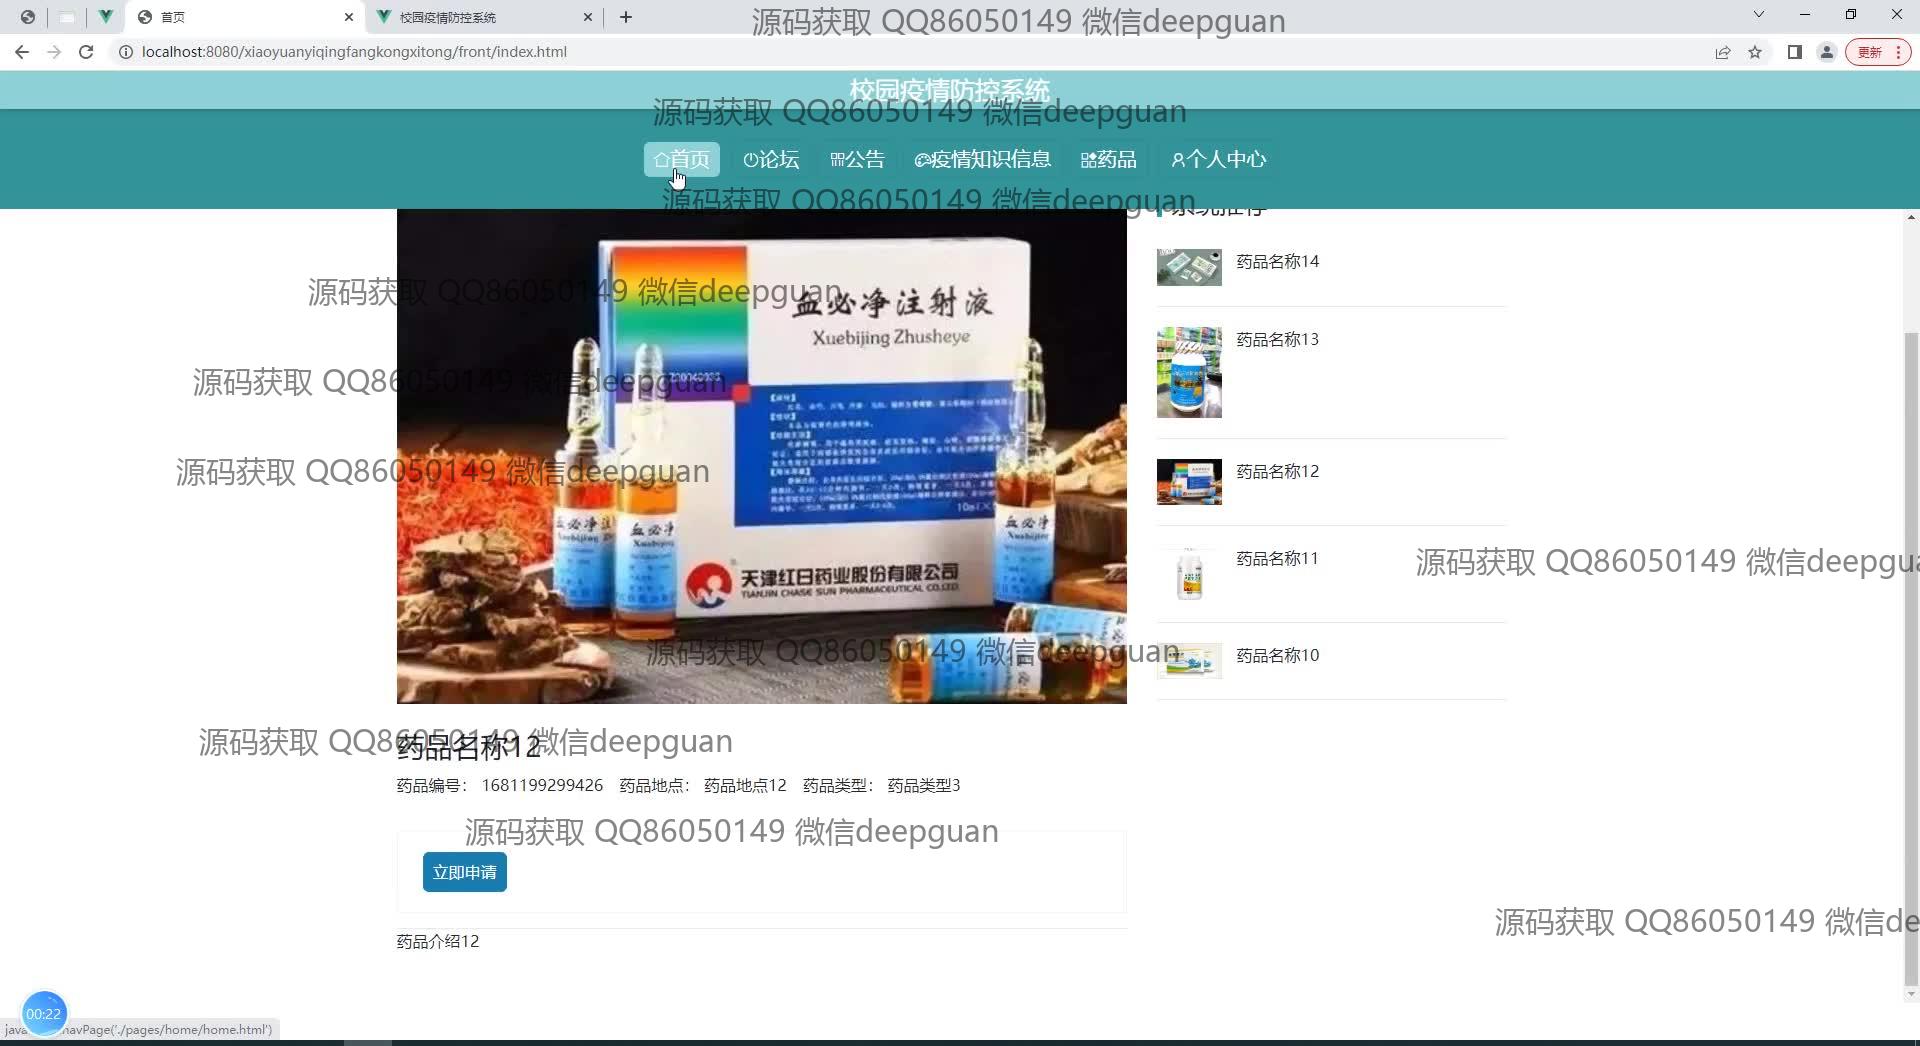 首页
校园疫情防控系统
源码获取 QQ86050149 微信deepguan
localhost:8080/xiaoyuanyiqingfangkongxitong/front/index.html
更新
校园疫情防控系统
源码获取 QQ86050149 微信deepguan
首页
论坛
公告
疫情知识信息
药品
个人中心
源码获取 QQ86050149 微信deepguan
系统推荐
药品名称14
源码获取 QQ86050149 微信deepguan
血必净注射液
Xuebijing Zhusheye
药品名称13
源码获取 QQ86050149 微信deepguan
药品名称12
源码获取 QQ86050149 微信deepguan
血必净
血必净
血必净
药品名称11
源码获取 QQ86050149 微信deepgu
天津红日药业股份有限公司
TIANJIN CHASE SUN PHARMACEUTICAL CO.,LTD.
药品名称10
源码获取 QQ86050149 微信deepguan
源码获取 QQ86050149 微信deepguan
药品名称12
药品编号： 1681199299426 药品地点： 药品地点12 药品类型： 药品类型3
源码获取 QQ86050149 微信deepguan
立即申请
源码获取 QQ86050149 微信de
药品介绍12
00:22
java navPage('./pages/home/home.html')